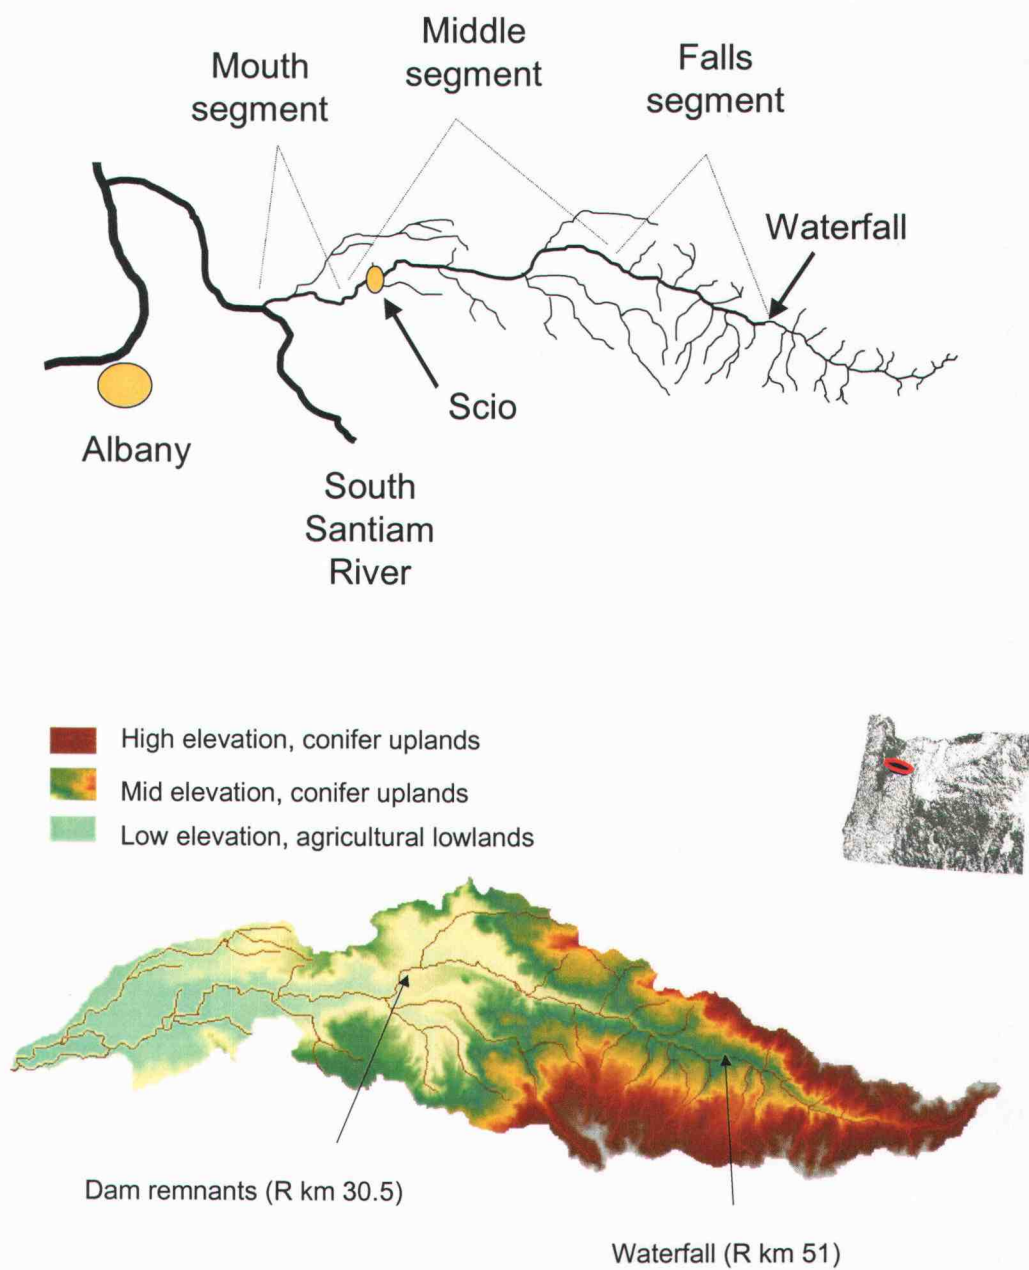 Mouth
segment
Middle
segment
Falls
segment
Waterfall
Scio
Albany
South
Santiam
River
High elevation, conifer uplands
Mid elevation, conifer uplands
Low elevation, agricultural lowlands
Dam remnants (R km 30.5)
Waterfall (R km 51)